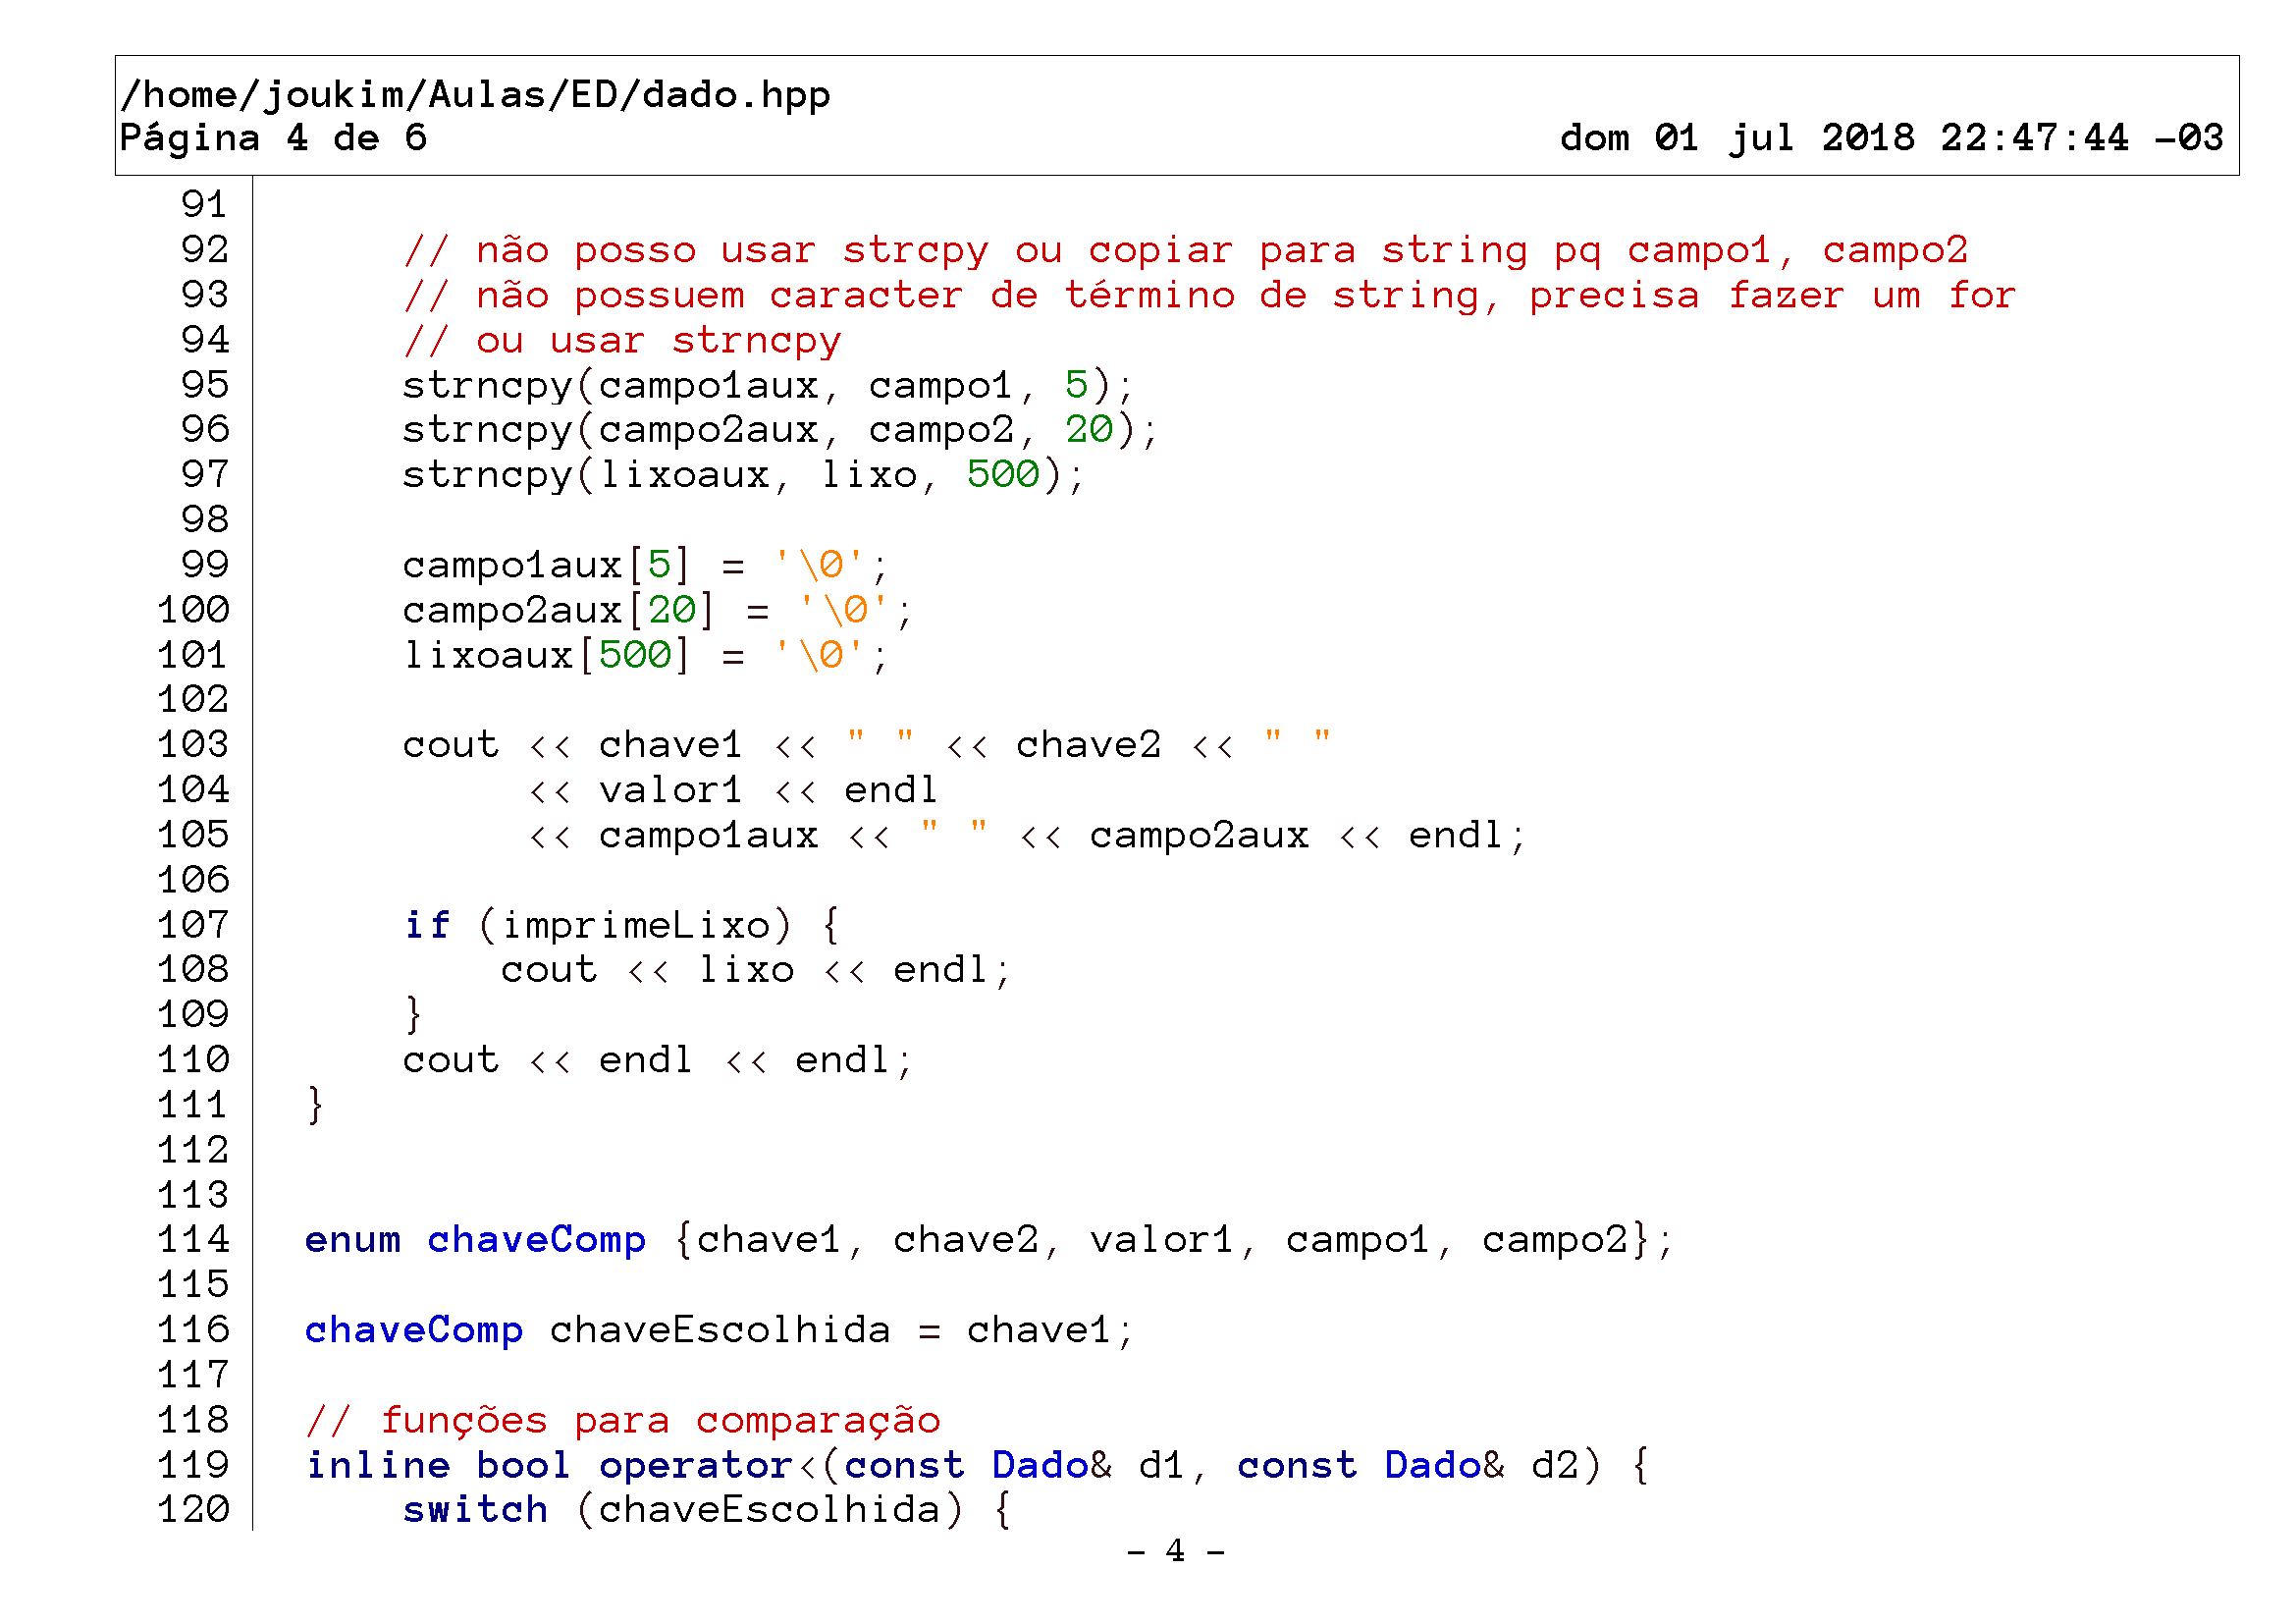 /home/joukim/Aulas/ED/dado.hpp
Página 4 de 6 dom 01 jul 2018 22:47:44 -03
91
92 // não posso usar strcpy ou copiar para string pq campo1, campo2
93 // não possuem caracter de término de string, precisa fazer um for
94 // ou usar strncpy
95 strncpy(campo1aux, campo1, 5);
96 strncpy(campo2aux, campo2, 20);
97 strncpy(lixoaux, lixo, 500);
98
99 campo1aux[5] = '\0';
100 campo2aux[20] = '\0';
101 lixoaux[500] = '\0';
102
103 cout << chave1 << " " << chave2 << " "
104 << valor1 << endl
105 << campo1aux << " " << campo2aux << endl;
106
107 if (imprimeLixo) {
108 cout << lixo << endl;
109 }
110 cout << endl << endl;
111 }
112
113
114 enum chaveComp {chave1, chave2, valor1, campo1, campo2};
115
116 chaveComp chaveEscolhida = chave1;
117
118 // funções para comparação
119 inline bool operator<(const Dado& d1, const Dado& d2) {
120 switch (chaveEscolhida) {
- 4 -